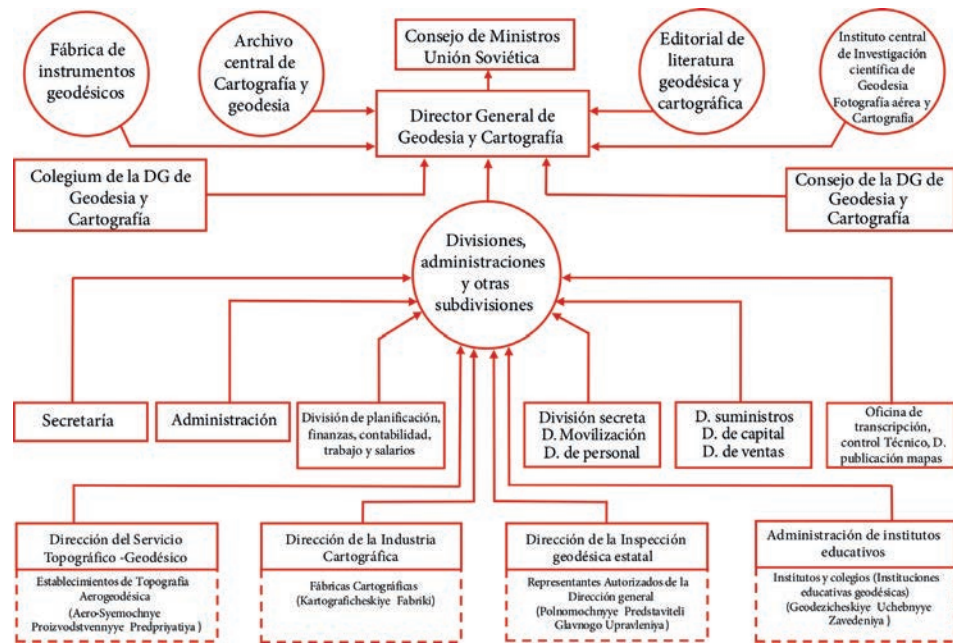 Fábrica de
instrumentos
geodésicos
Archivo
central de
Cartografía y
geodesia
Consejo de Ministros
Unión Soviética
Editorial de
literatura
geodésica y
cartográfica
Instituto central
de Investigación
científica de
Geodesia
Fotografía aérea y
Cartografia
Director General de
Geodesia y Cartografía
Colegium de la DG de
Geodesia y
Cartografía
Consejo de la DG de
Geodesia y
Cartografía
Divisiones,
administraciones
y otras
subdivisiones
Secretaría
Administración
División de planificación,
finanzas, contabilidad,
trabajo y salarios
División secreta
D. Movilización
D. de personal
D. suministros
D. de capital
D. de ventas
Oficina de
transcripción,
control Técnico, D.
publicación mapas
Dirección del Servicio
Topográfico -Geodésico
Establecimientos de Topografía
Aerogeodésica
(Aero-Syemochnye
Proizvodstvennyye Predpriyatiya )
Dirección de la Industria
Cartográfica
Fábricas Cartográficas
(Kartograficheskiye Fabriki)
Dirección de la Inspección
geodésica estatal
Representantes Autorizados de la
Dirección general
(Polnomochnyye Predstaviteli
Glavnogo Upravleniya)
Administración de institutos
educativos
Institutos y colegios (Instituciones
educativas geodésicas)
(Geodezicheskiye Uchebnyye
Zavedeniya )